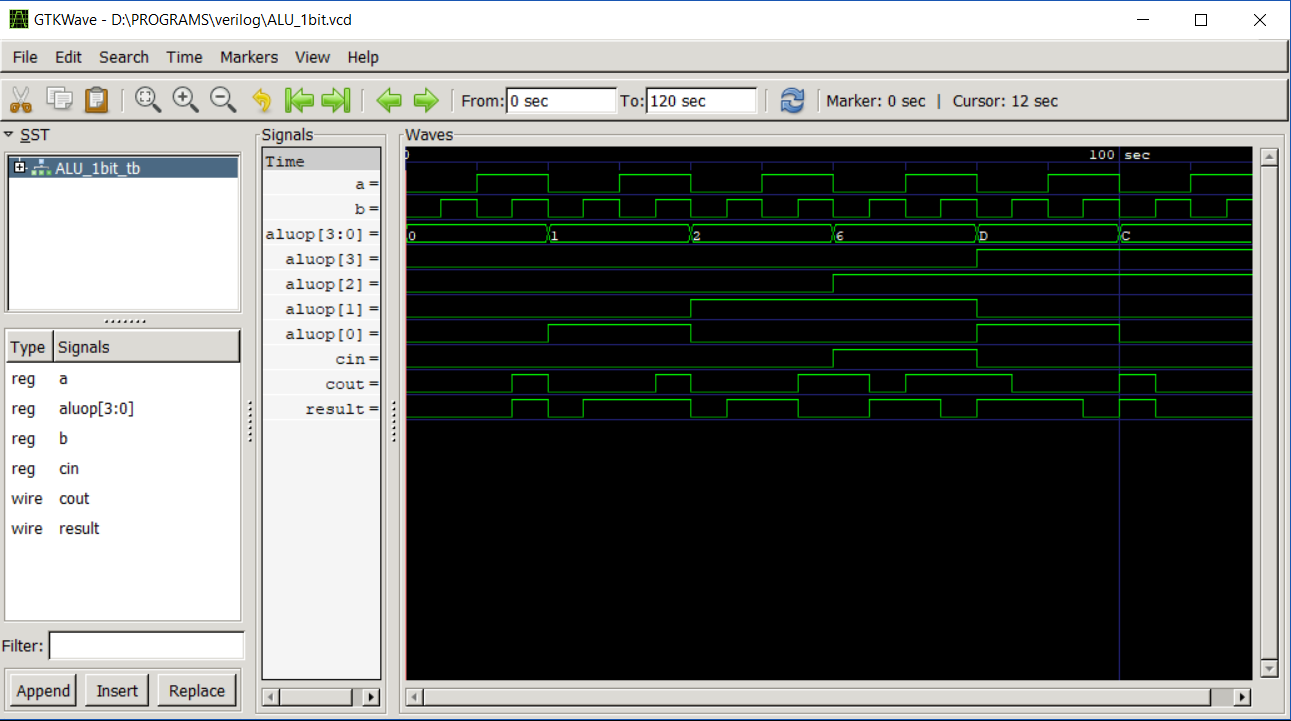 GTKWave - D:\PROGRAMS\verilog\ALU_1bit.vcd
File Edit Search Time Markers View Help
From: 0 sec To: 120 sec Marker: 0 sec | Cursor: 12 sec
SST
ALU_1bit_tb
Type Signals
reg a
reg aluop[3:0]
reg b
reg cin
wire cout
wire result
Filter:
Append Insert Replace
Signals
Time
a =
b =
aluop[3:0] =
aluop[3] =
aluop[2] =
aluop[1] =
aluop[0] =
cin =
cout =
result =
Waves
0 100 sec
0 1 2 6 D C